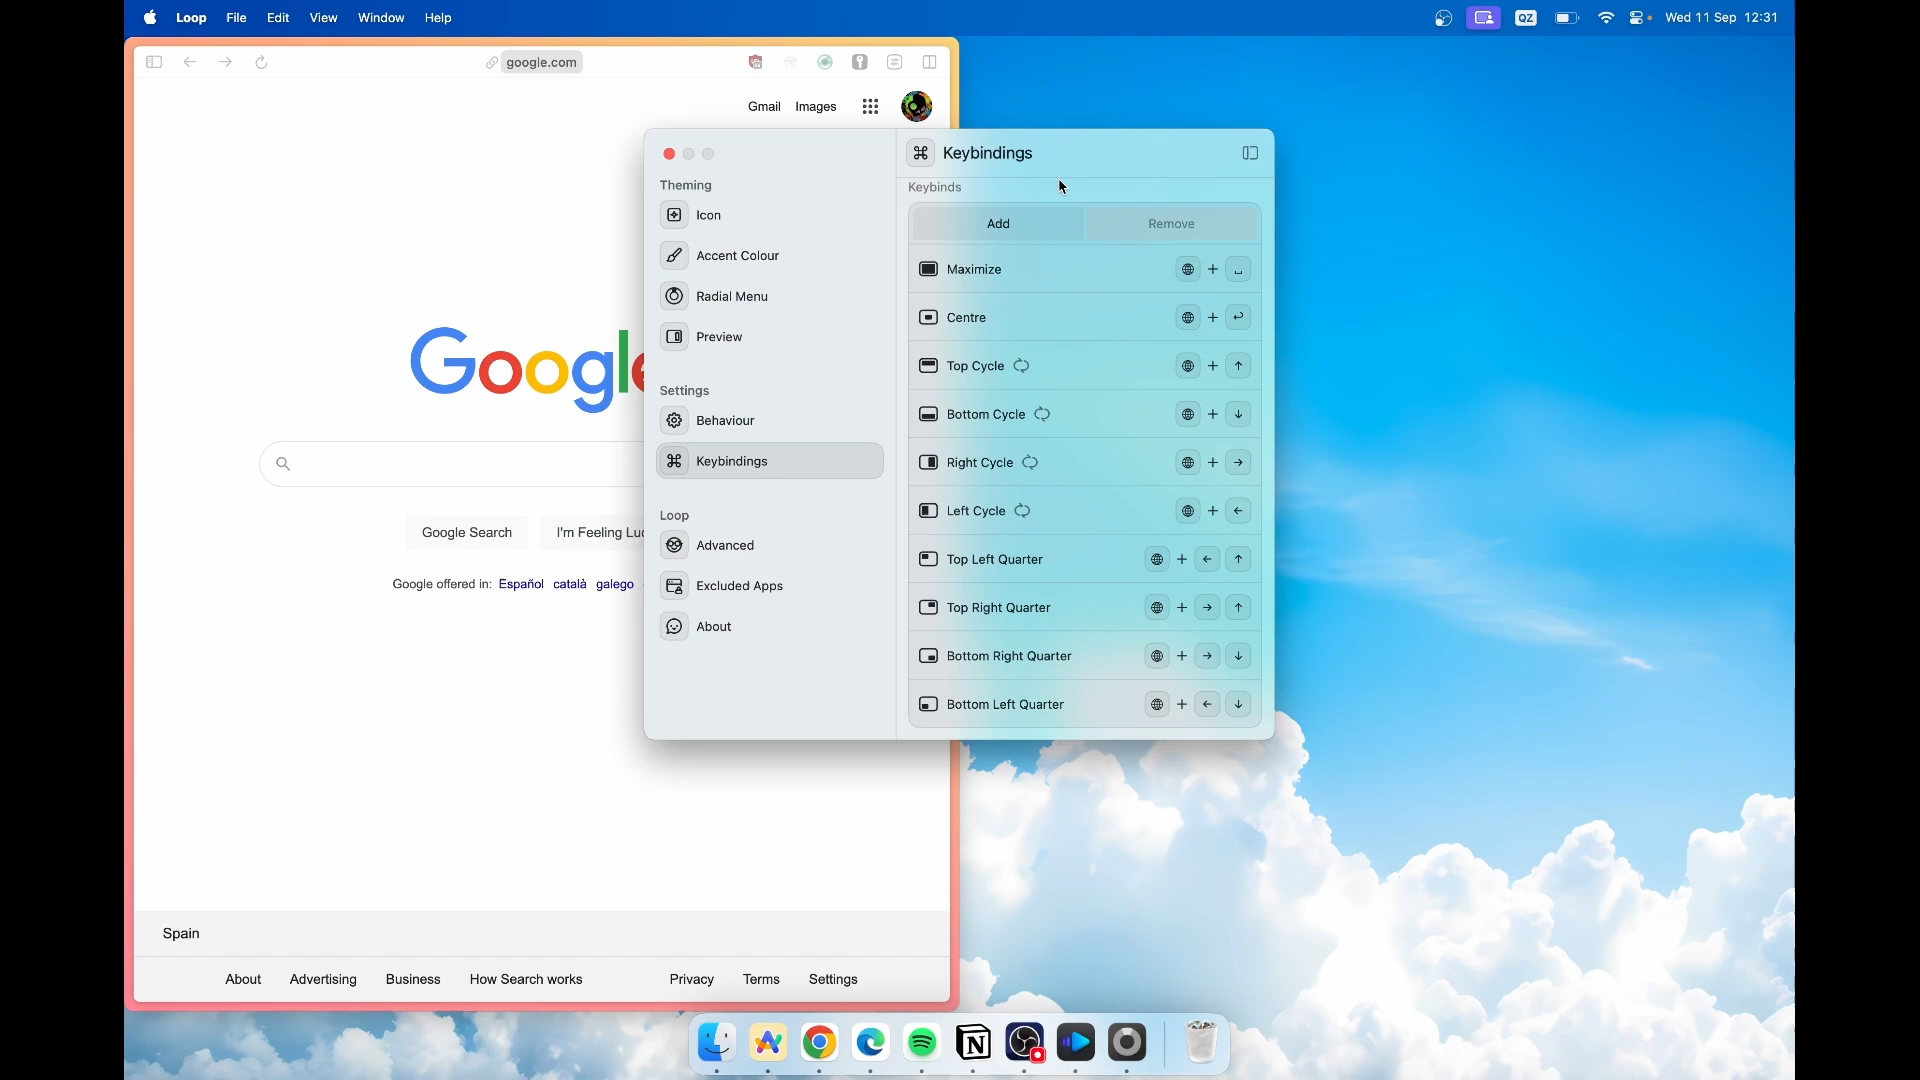 Loop File Edit View Window Help
QZ
Wed 11 Sep 12:31
google.com
Gmail Images
Google
Google Search
I'm Feeling Luc
Google offered in: Español català galego
Spain
About Advertising Business How Search works Privacy Terms Settings
Theming
Icon
Accent Colour
Radial Menu
Preview
Settings
Behaviour
Keybindings
Loop
Advanced
Excluded Apps
About
⌘ Keybindings
Keybinds
Add Remove
Maximize + ␣
Centre + ↩
Top Cycle + ↑
Bottom Cycle + ↓
Right Cycle + →
Left Cycle + ←
Top Left Quarter + ← ↑
Top Right Quarter + → ↑
Bottom Right Quarter + → ↓
Bottom Left Quarter + ← ↓